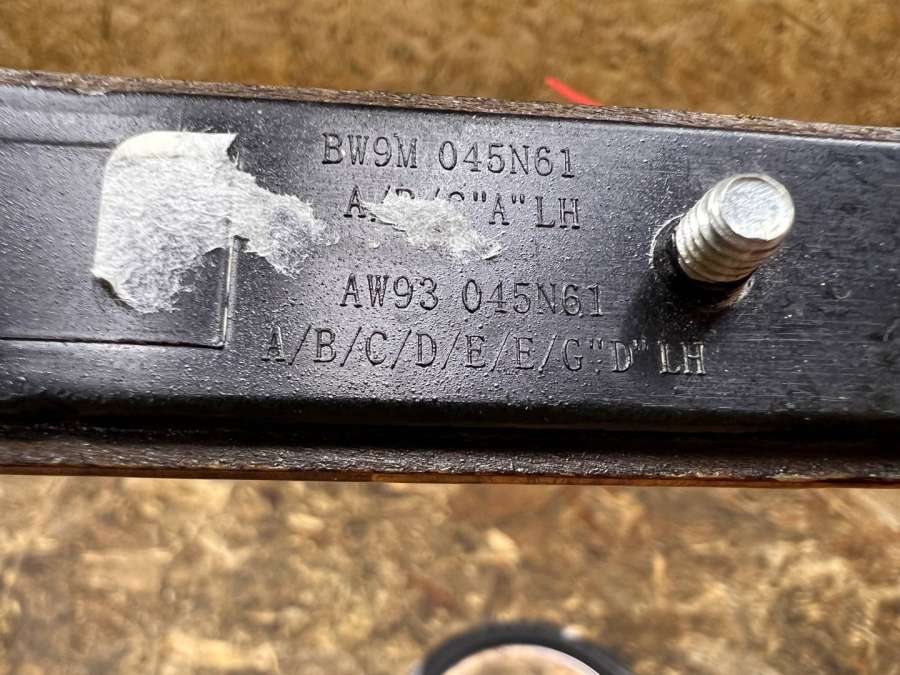 BW9M 045N61
A/B/C"A"LH
AW93 045N61
A/B/C/D/E/E/G"D"LH